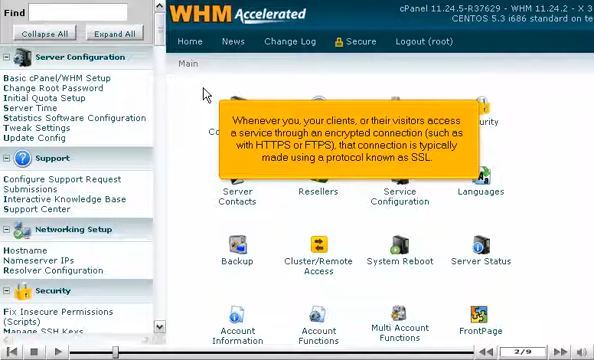 Find
Collapse All
Expand All
Server Configuration
Basic cPanel/WHM Setup
Change Root Password
Initial Quota Setup
Server Time
Statistics Software Configuration
Tweak Settings
Update Config
Support
Configure Support Request
Submissions
Interactive Knowledge Base
Support Center
Networking Setup
Hostname
Nameserver IPs
Resolver Configuration
Security
Fix Insecure Permissions
(Scripts)
Manage SSH Keys
WHM Accelerated
cPanel 11.24.5-R37629 - WHM 11.24.2 - X 3
CENTOS 5.3 i686 standard on te
Home
News
Change Log
Secure
Logout (root)
Main
Whenever you, your clients, or their visitors access
a service through an encrypted connection (such as
with HTTPS or FTPS), that connection is typically
made using a protocol known as SSL.
Server
Contacts
Resellers
Service
Configuration
Languages
Backup
Cluster/Remote
Access
System Reboot
Server Status
Account
Information
Account
Functions
Multi Account
Functions
FrontPage
2/9